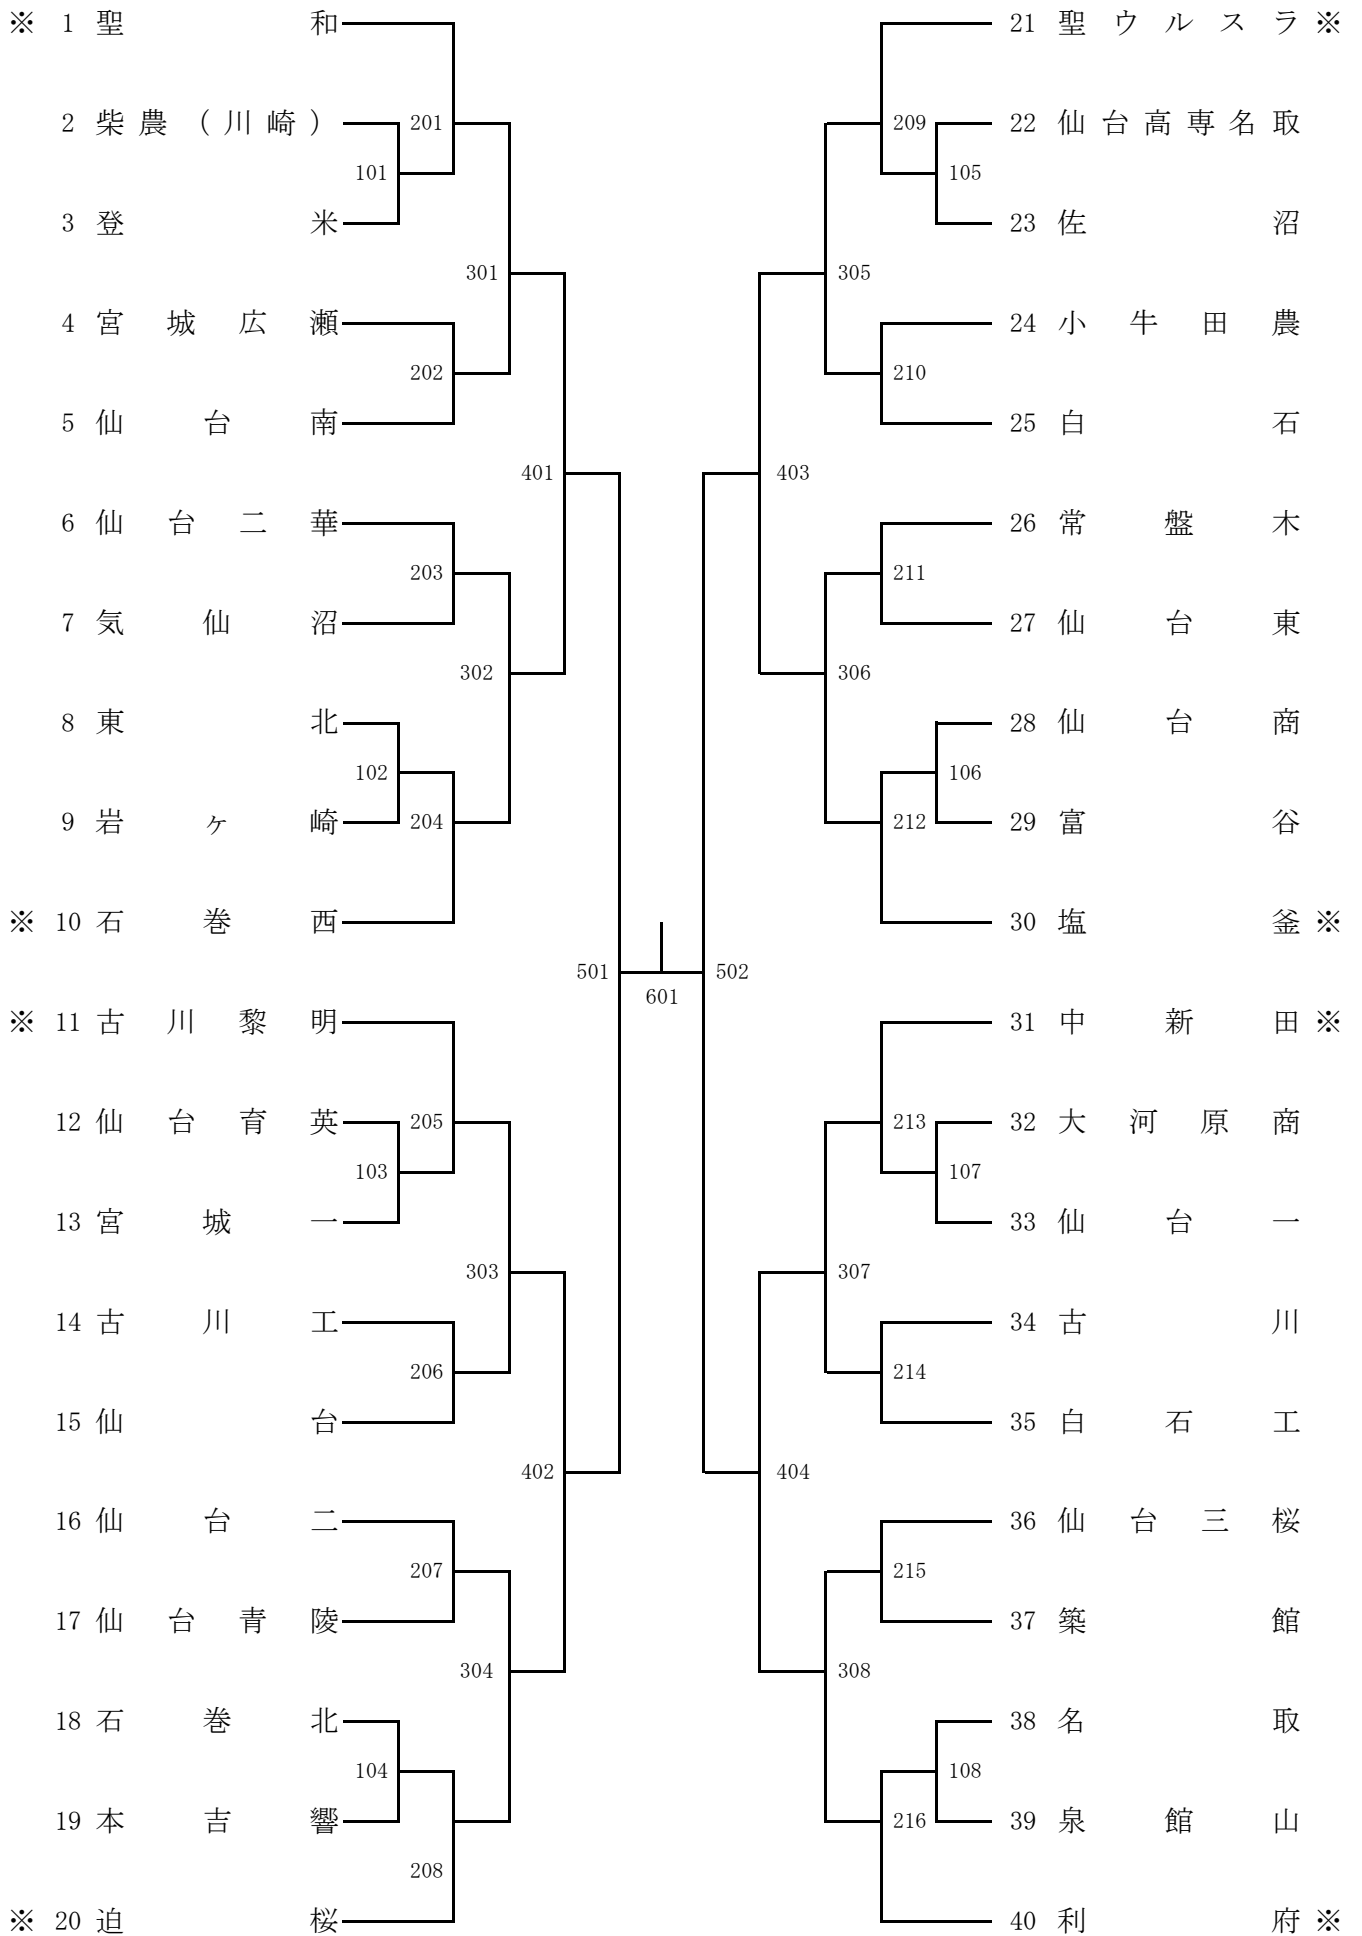 ※ 1 聖和
2 柴農(川崎)
201
101
3 登米
301
4 宮城広瀬
202
5 仙台南
401
6 仙台二華
203
7 気仙沼
302
8 東北
102
9 岩ヶ崎
204
※ 10 石巻西
501
601
※ 11 古川黎明
12 仙台育英
205
103
13 宮城一
303
14 古川工
206
15 仙台
402
16 仙台二
207
17 仙台青陵
304
18 石巻北
104
19 本吉響
208
※ 20 迫桜
21 聖ウルスラ ※
209
22 仙台高専名取
105
23 佐沼
305
24 小牛田農
210
25 白石
403
26 常盤木
211
27 仙台東
306
28 仙台商
106
212
29 富谷
30 塩釜 ※
502
31 中新田 ※
213
32 大河原商
107
33 仙台一
307
34 古川
214
35 白石工
404
36 仙台三桜
215
37 築館
308
38 名取
108
216
39 泉館山
40 利府 ※